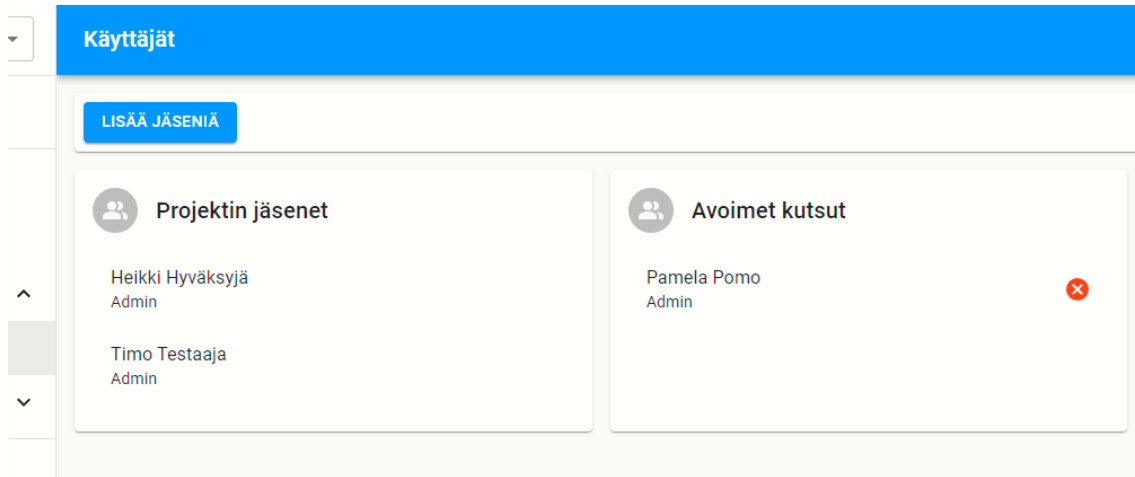 Käyttäjät
LISÄÄ JÄSENIÄ
Projektin jäsenet
Heikki Hyväksyjä
Admin
Timo Testaaja
Admin
Avoimet kutsut
Pamela Pomo
Admin